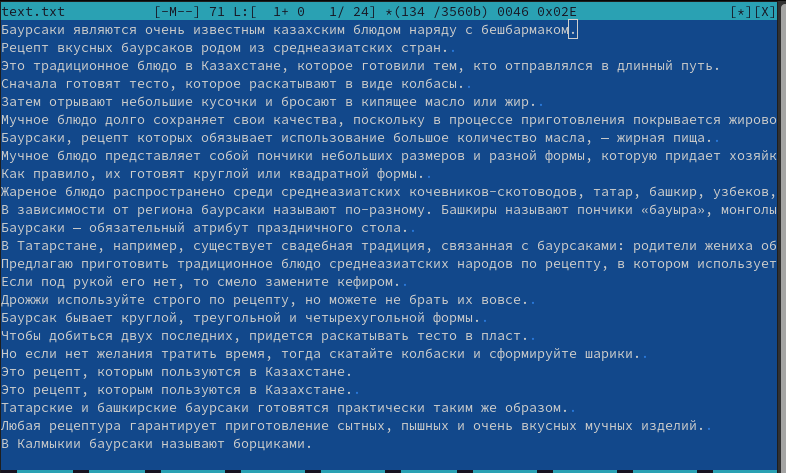 text.txt [-M--] 71 L:[ 1+ 0 1/ 24] *(134 /3560b) 0046 0x02E [*][X]
Баурсаки являются очень известным казахским блюдом наряду с бешбармаком.
Рецепт вкусных баурсаков родом из среднеазиатских стран.
Это традиционное блюдо в Казахстане, которое готовили тем, кто отправлялся в длинный путь.
Сначала готовят тесто, которое раскатывают в виде колбасы.
Затем отрывают небольшие кусочки и бросают в кипящее масло или жир.
Мучное блюдо долго сохраняет свои качества, поскольку в процессе приготовления покрывается жирово
Баурсаки, рецепт которых обязывает использование большое количество масла, — жирная пища.
Мучное блюдо представляет собой пончики небольших размеров и разной формы, которую придает хозяйк
Как правило, их готовят круглой или квадратной формы.
Жареное блюдо распространено среди среднеазиатских кочевников-скотоводов, татар, башкир, узбеков,
В зависимости от региона баурсаки называют по-разному. Башкиры называют пончики «бауыра», монголы
Баурсаки — обязательный атрибут праздничного стола.
В Татарстане, например, существует свадебная традиция, связанная с баурсаками: родители жениха об
Предлагаю приготовить традиционное блюдо среднеазиатских народов по рецепту, в котором использует
Если под рукой его нет, то смело замените кефиром.
Дрожжи используйте строго по рецепту, но можете не брать их вовсе.
Баурсак бывает круглой, треугольной и четырехугольной формы.
Чтобы добиться двух последних, придется раскатывать тесто в пласт.
Но если нет желания тратить время, тогда скатайте колбаски и сформируйте шарики.
Это рецепт, которым пользуются в Казахстане.
Это рецепт, которым пользуются в Казахстане.
Татарские и башкирские баурсаки готовятся практически таким же образом.
Любая рецептура гарантирует приготовление сытных, пышных и очень вкусных мучных изделий.
В Калмыкии баурсаки называют борциками.